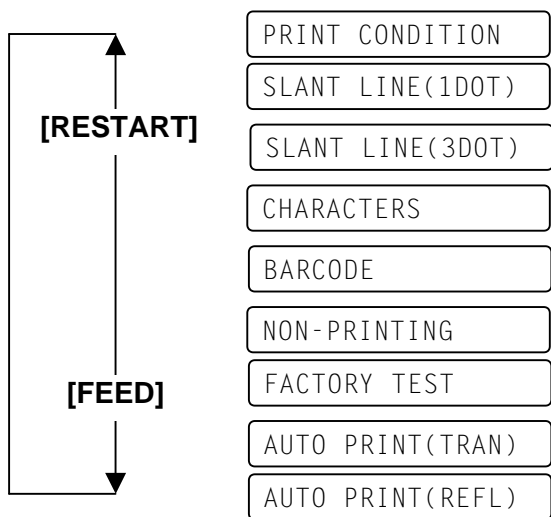 PRINT CONDITION
SLANT LINE(1DOT)
[RESTART]
SLANT LINE(3DOT)
CHARACTERS
BARCODE
NON-PRINTING
[FEED]
FACTORY TEST
AUTO PRINT(TRAN)
AUTO PRINT(REFL)